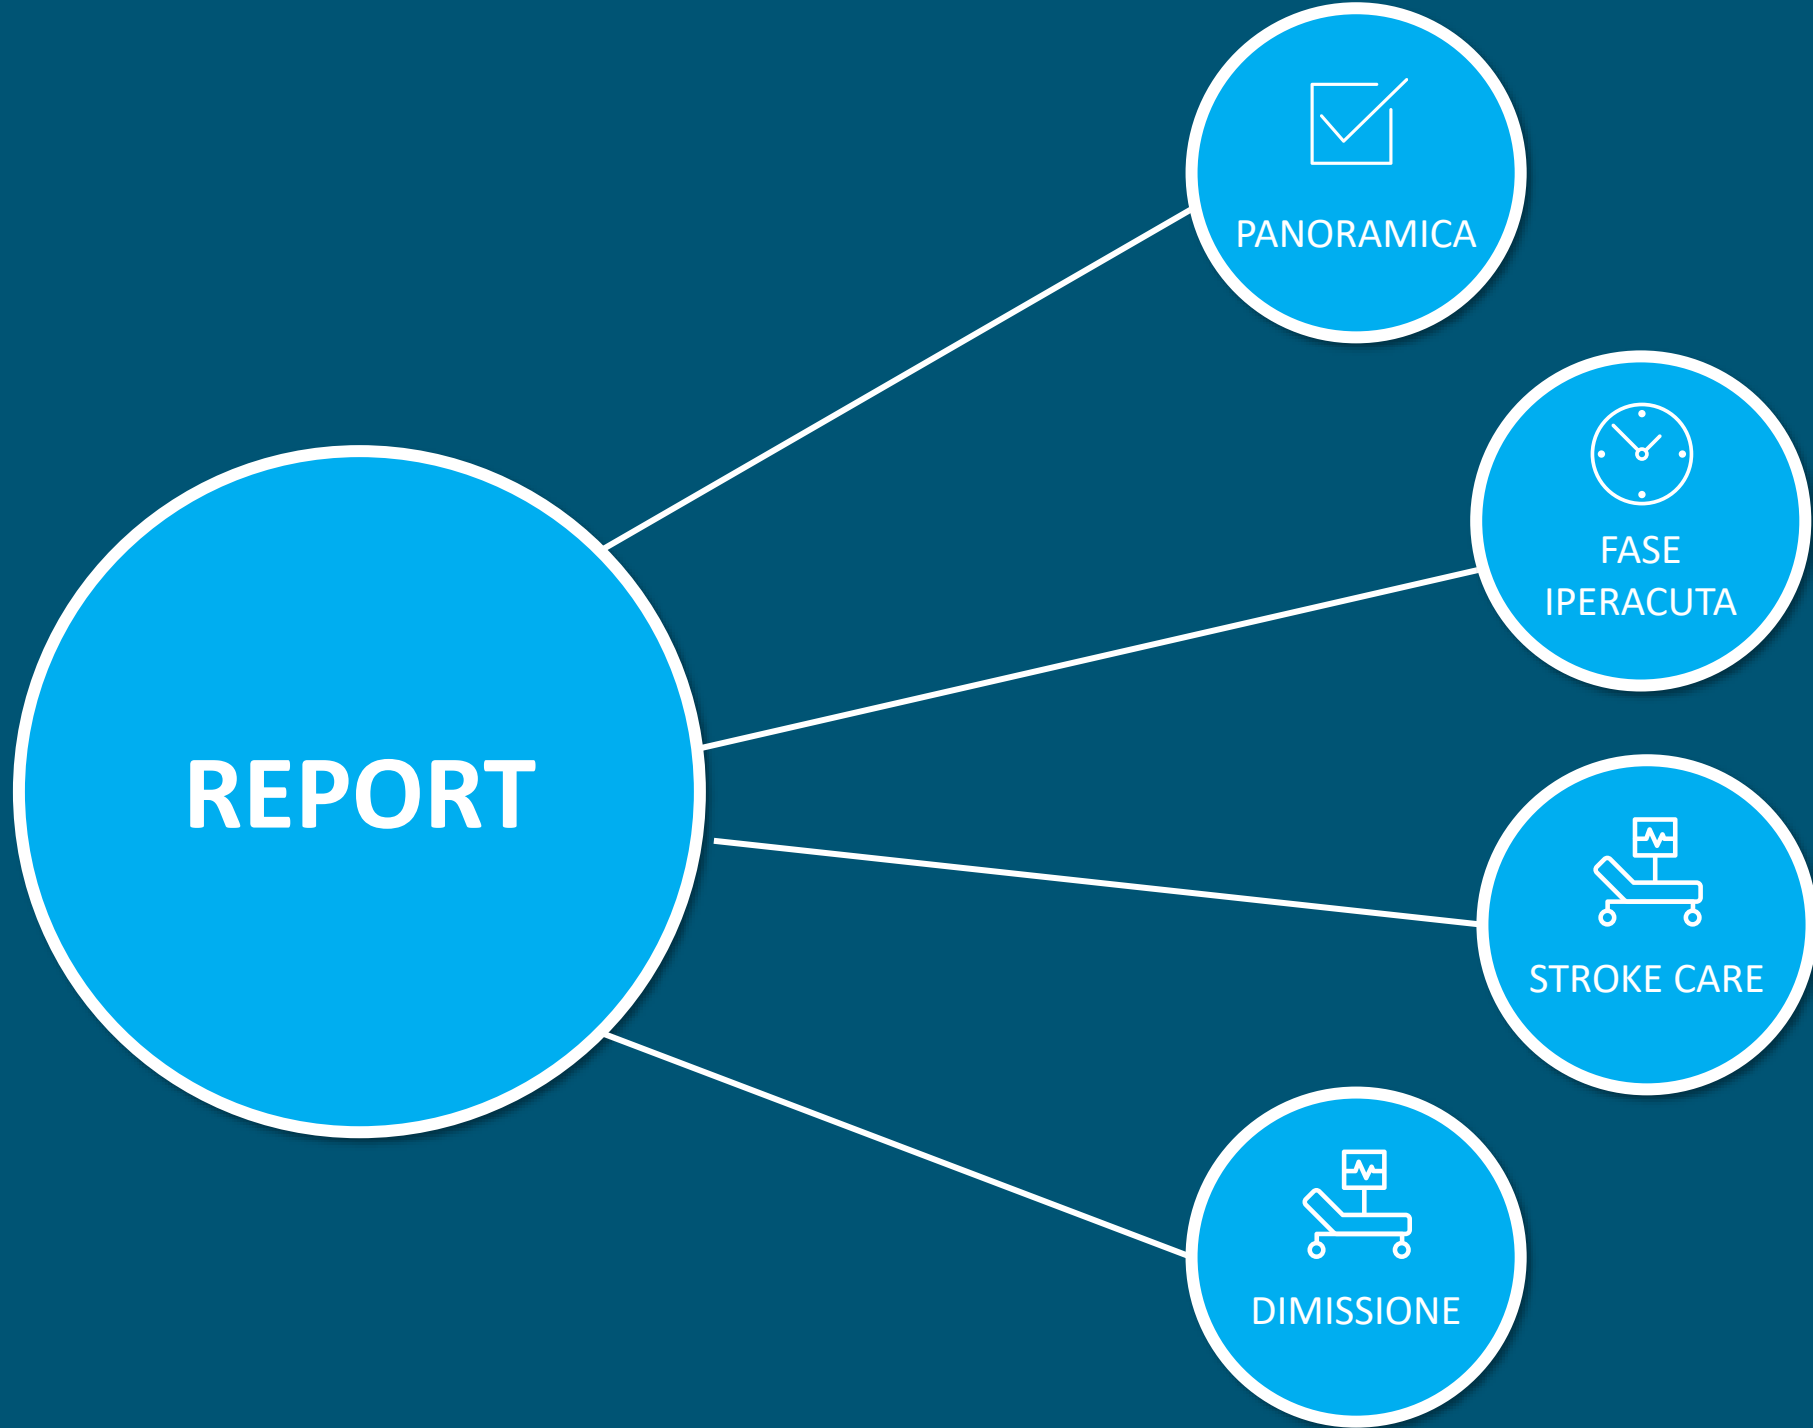 REPORT
PANORAMICA
FASE
IPERACUTA
STROKE CARE
DIMISSIONE